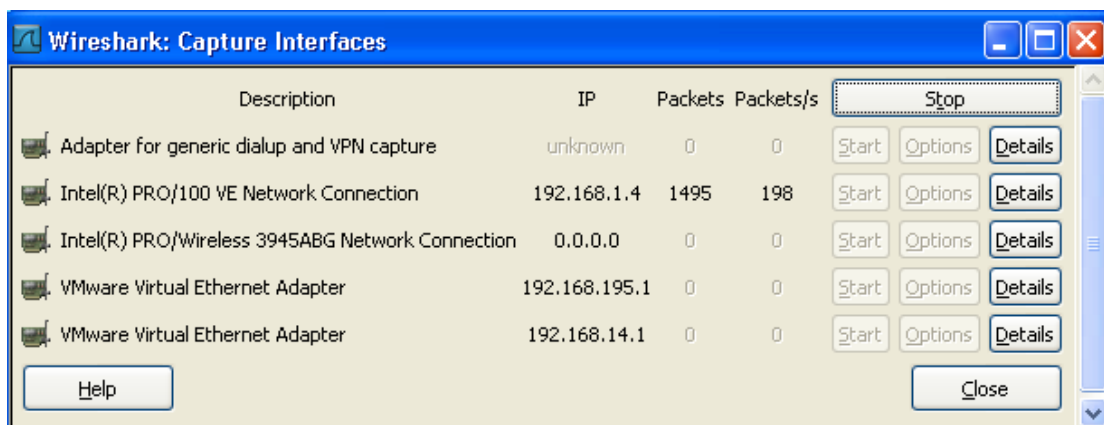 Wireshark: Capture Interfaces
Description IP Packets Packets/s Stop
Adapter for generic dialup and VPN capture unknown 0 0 Start Options Details
Intel(R) PRO/100 VE Network Connection 192.168.1.4 1495 198 Start Options Details
Intel(R) PRO/Wireless 3945ABG Network Connection 0.0.0.0 0 0 Start Options Details
VMware Virtual Ethernet Adapter 192.168.195.1 0 0 Start Options Details
VMware Virtual Ethernet Adapter 192.168.14.1 0 0 Start Options Details
Help Close